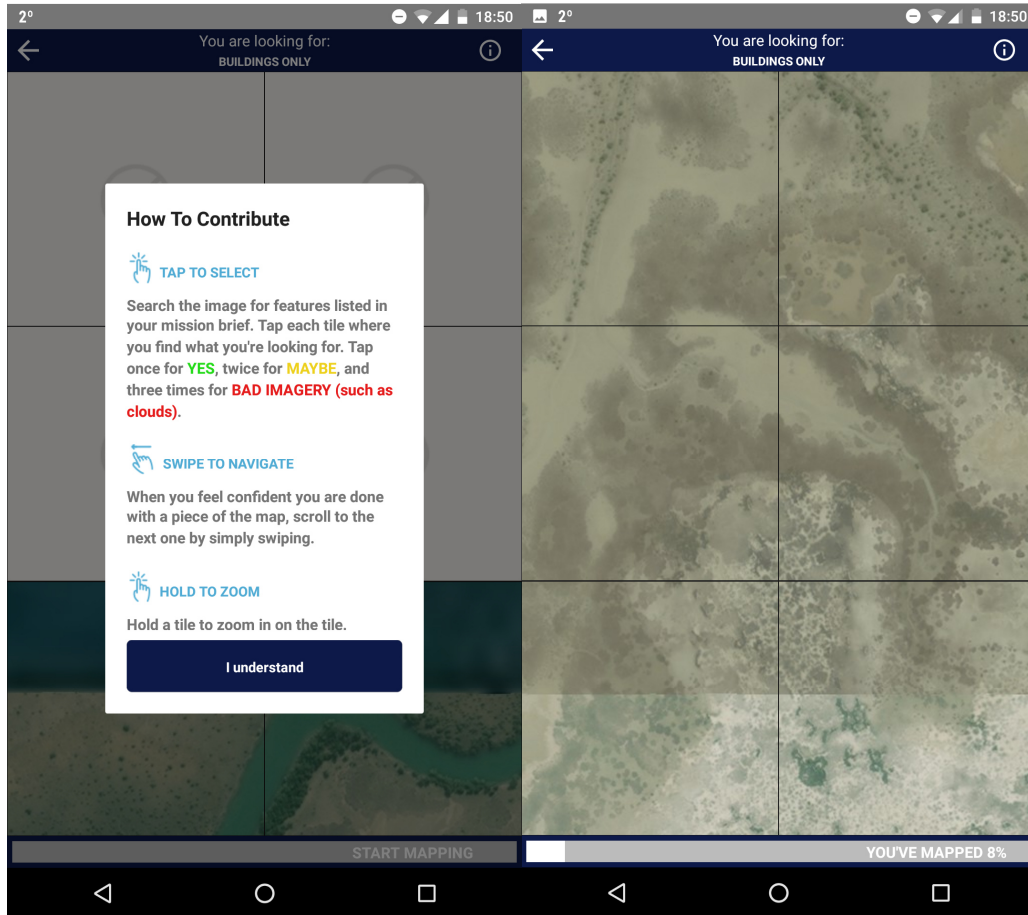 2°
18:50
You are looking for:
BUILDINGS ONLY
How To Contribute
TAP TO SELECT
Search the image for features listed in
your mission brief. Tap each tile where
you find what you're looking for. Tap
once for YES, twice for MAYBE, and
three times for BAD IMAGERY (such as
clouds).
SWIPE TO NAVIGATE
When you feel confident you are done
with a piece of the map, scroll to the
next one by simply swiping.
HOLD TO ZOOM
Hold a tile to zoom in on the tile.
I understand
START MAPPING
2°
18:50
You are looking for:
BUILDINGS ONLY
YOU'VE MAPPED 8%